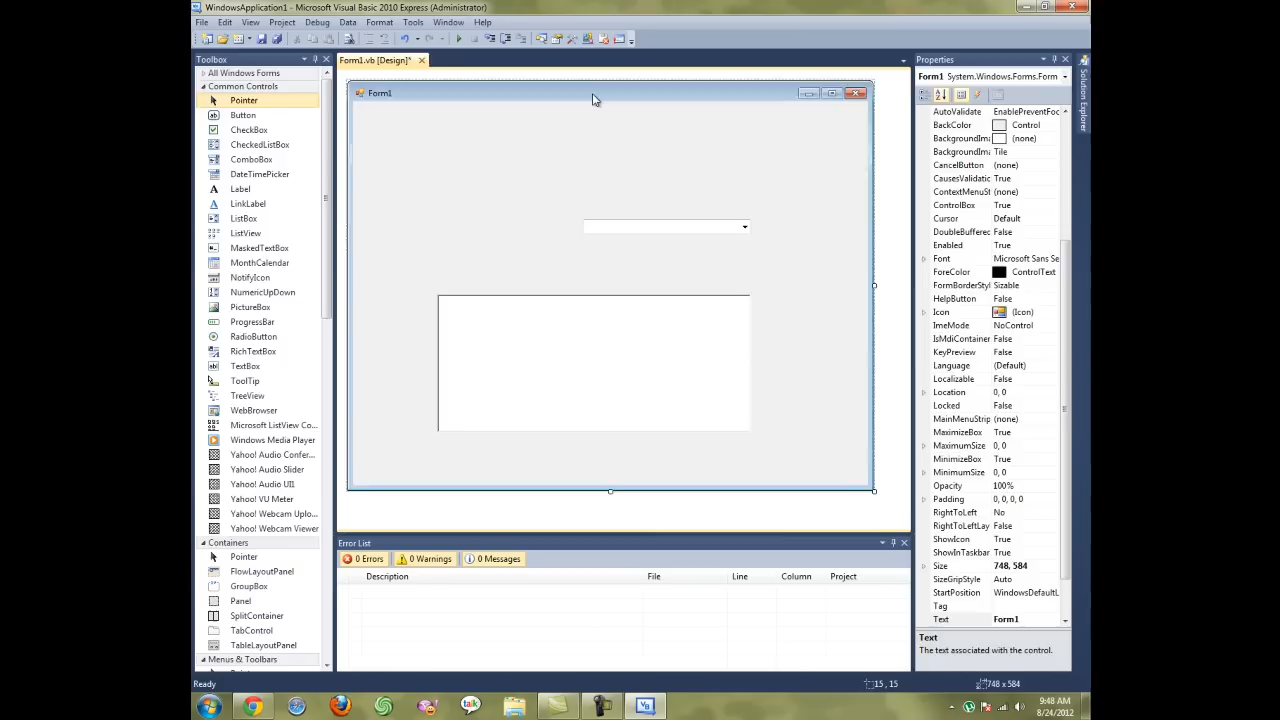 WindowsApplication1 - Microsoft Visual Basic 2010 Express (Administrator)
File Edit View Project Debug Data Format Tools Window Help
Toolbox
All Windows Forms
Common Controls
Pointer
Button
CheckBox
CheckedListBox
ComboBox
DateTimePicker
Label
LinkLabel
ListBox
ListView
MaskedTextBox
MonthCalendar
NotifyIcon
NumericUpDown
PictureBox
ProgressBar
RadioButton
RichTextBox
TextBox
ToolTip
TreeView
WebBrowser
Microsoft ListView Co...
Windows Media Player
Yahoo! Audio Confer...
Yahoo! Audio Slider
Yahoo! Audio UI1
Yahoo! VU Meter
Yahoo! Webcam Uplo...
Yahoo! Webcam Viewer
Containers
Pointer
FlowLayoutPanel
GroupBox
Panel
SplitContainer
TabControl
TableLayoutPanel
Menus & Toolbars
Form1.vb [Design]*
Form1
Error List
0 Errors 0 Warnings 0 Messages
Description File Line Column Project
Properties
Form1 System.Windows.Forms.Form
AutoValidate EnablePreventFoc
BackColor Control
BackgroundIma (none)
BackgroundIma Tile
CancelButton (none)
CausesValidatic True
ContextMenuSt (none)
ControlBox True
Cursor Default
DoubleBuffered False
Enabled True
Font Microsoft Sans Se
ForeColor ControlText
FormBorderStyl Sizable
HelpButton False
Icon (Icon)
ImeMode NoControl
IsMdiContainer False
KeyPreview False
Language (Default)
Localizable False
Location 0, 0
Locked False
MainMenuStrip (none)
MaximizeBox True
MaximumSize 0, 0
MinimizeBox True
MinimumSize 0, 0
Opacity 100%
Padding 0, 0, 0, 0
RightToLeft No
RightToLeftLay False
ShowIcon True
ShowInTaskbar True
Size 748, 584
SizeGripStyle Auto
StartPosition WindowsDefaultL
Tag
Text Form1
Text
The text associated with the control.
Solution Explorer
Ready 15 , 15 748 x 584
talk
VB
9:48 AM
8/24/2012